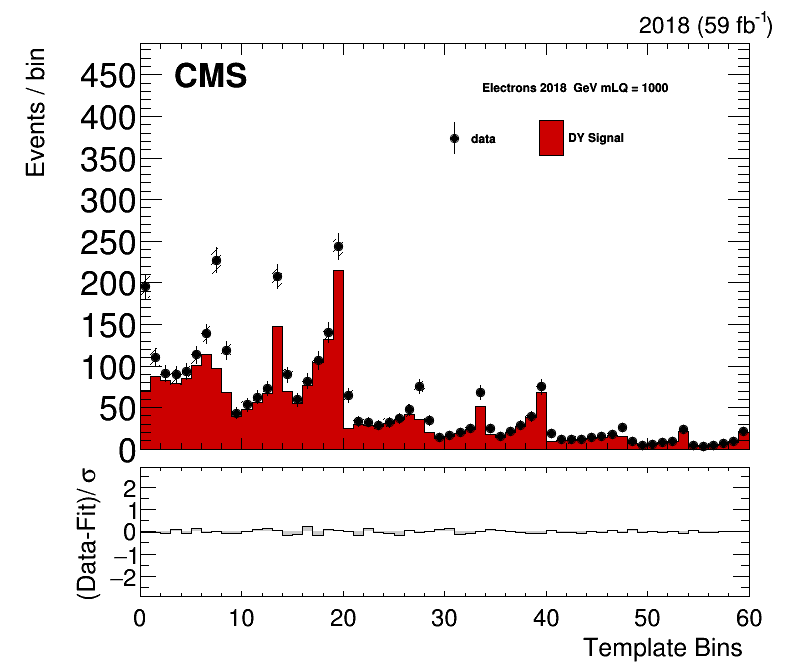 2018 (59 fb-1)
Events / bin
450
400
350
300
250
200
150
100
50
0
CMS
Electrons 2018 GeV mLQ = 1000
data
DY Signal
(Data-Fit)/ σ
2
1
0
−1
−2
0 10 20 30 40 50 60
Template Bins